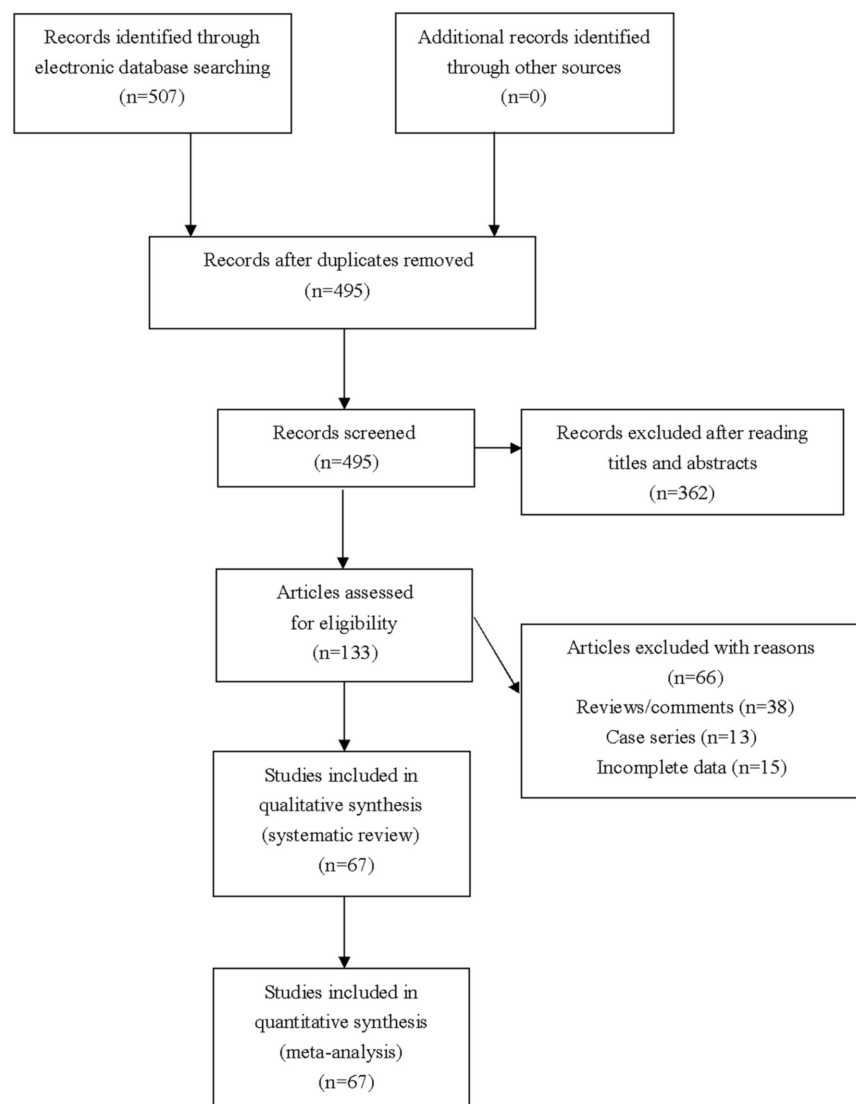 Records identified through
electronic database searching
(n=507)
Additional records identified
through other sources
(n=0)
Records after duplicates removed
(n=495)
Records screened
(n=495)
Records excluded after reading
titles and abstracts
(n=362)
Articles assessed
for eligibility
(n=133)
Articles excluded with reasons
(n=66)
Reviews/comments (n=38)
Case series (n=13)
Incomplete data (n=15)
Studies included in
qualitative synthesis
(systematic review)
(n=67)
Studies included in
quantitative synthesis
(meta-analysis)
(n=67)